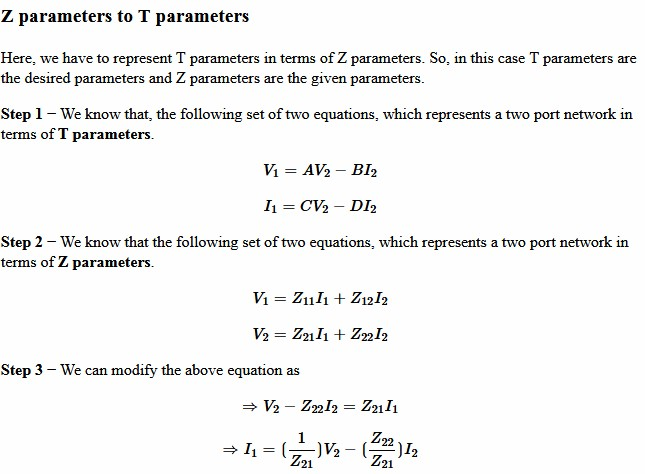 Z parameters to T parameters
Here, we have to represent T parameters in terms of Z parameters. So, in this case T parameters are
the desired parameters and Z parameters are the given parameters.
Step 1 − We know that, the following set of two equations, which represents a two port network in
terms of T parameters.
V₁ = AV₂ − BI₂
I₁ = CV₂ − DI₂
Step 2 − We know that the following set of two equations, which represents a two port network in
terms of Z parameters.
V₁ = Z₁₁I₁ + Z₁₂I₂
V₂ = Z₂₁I₁ + Z₂₂I₂
Step 3 − We can modify the above equation as
⇒ V₂ − Z₂₂I₂ = Z₂₁I₁
⇒ I₁ = (1/Z₂₁)V₂ − (Z₂₂/Z₂₁)I₂